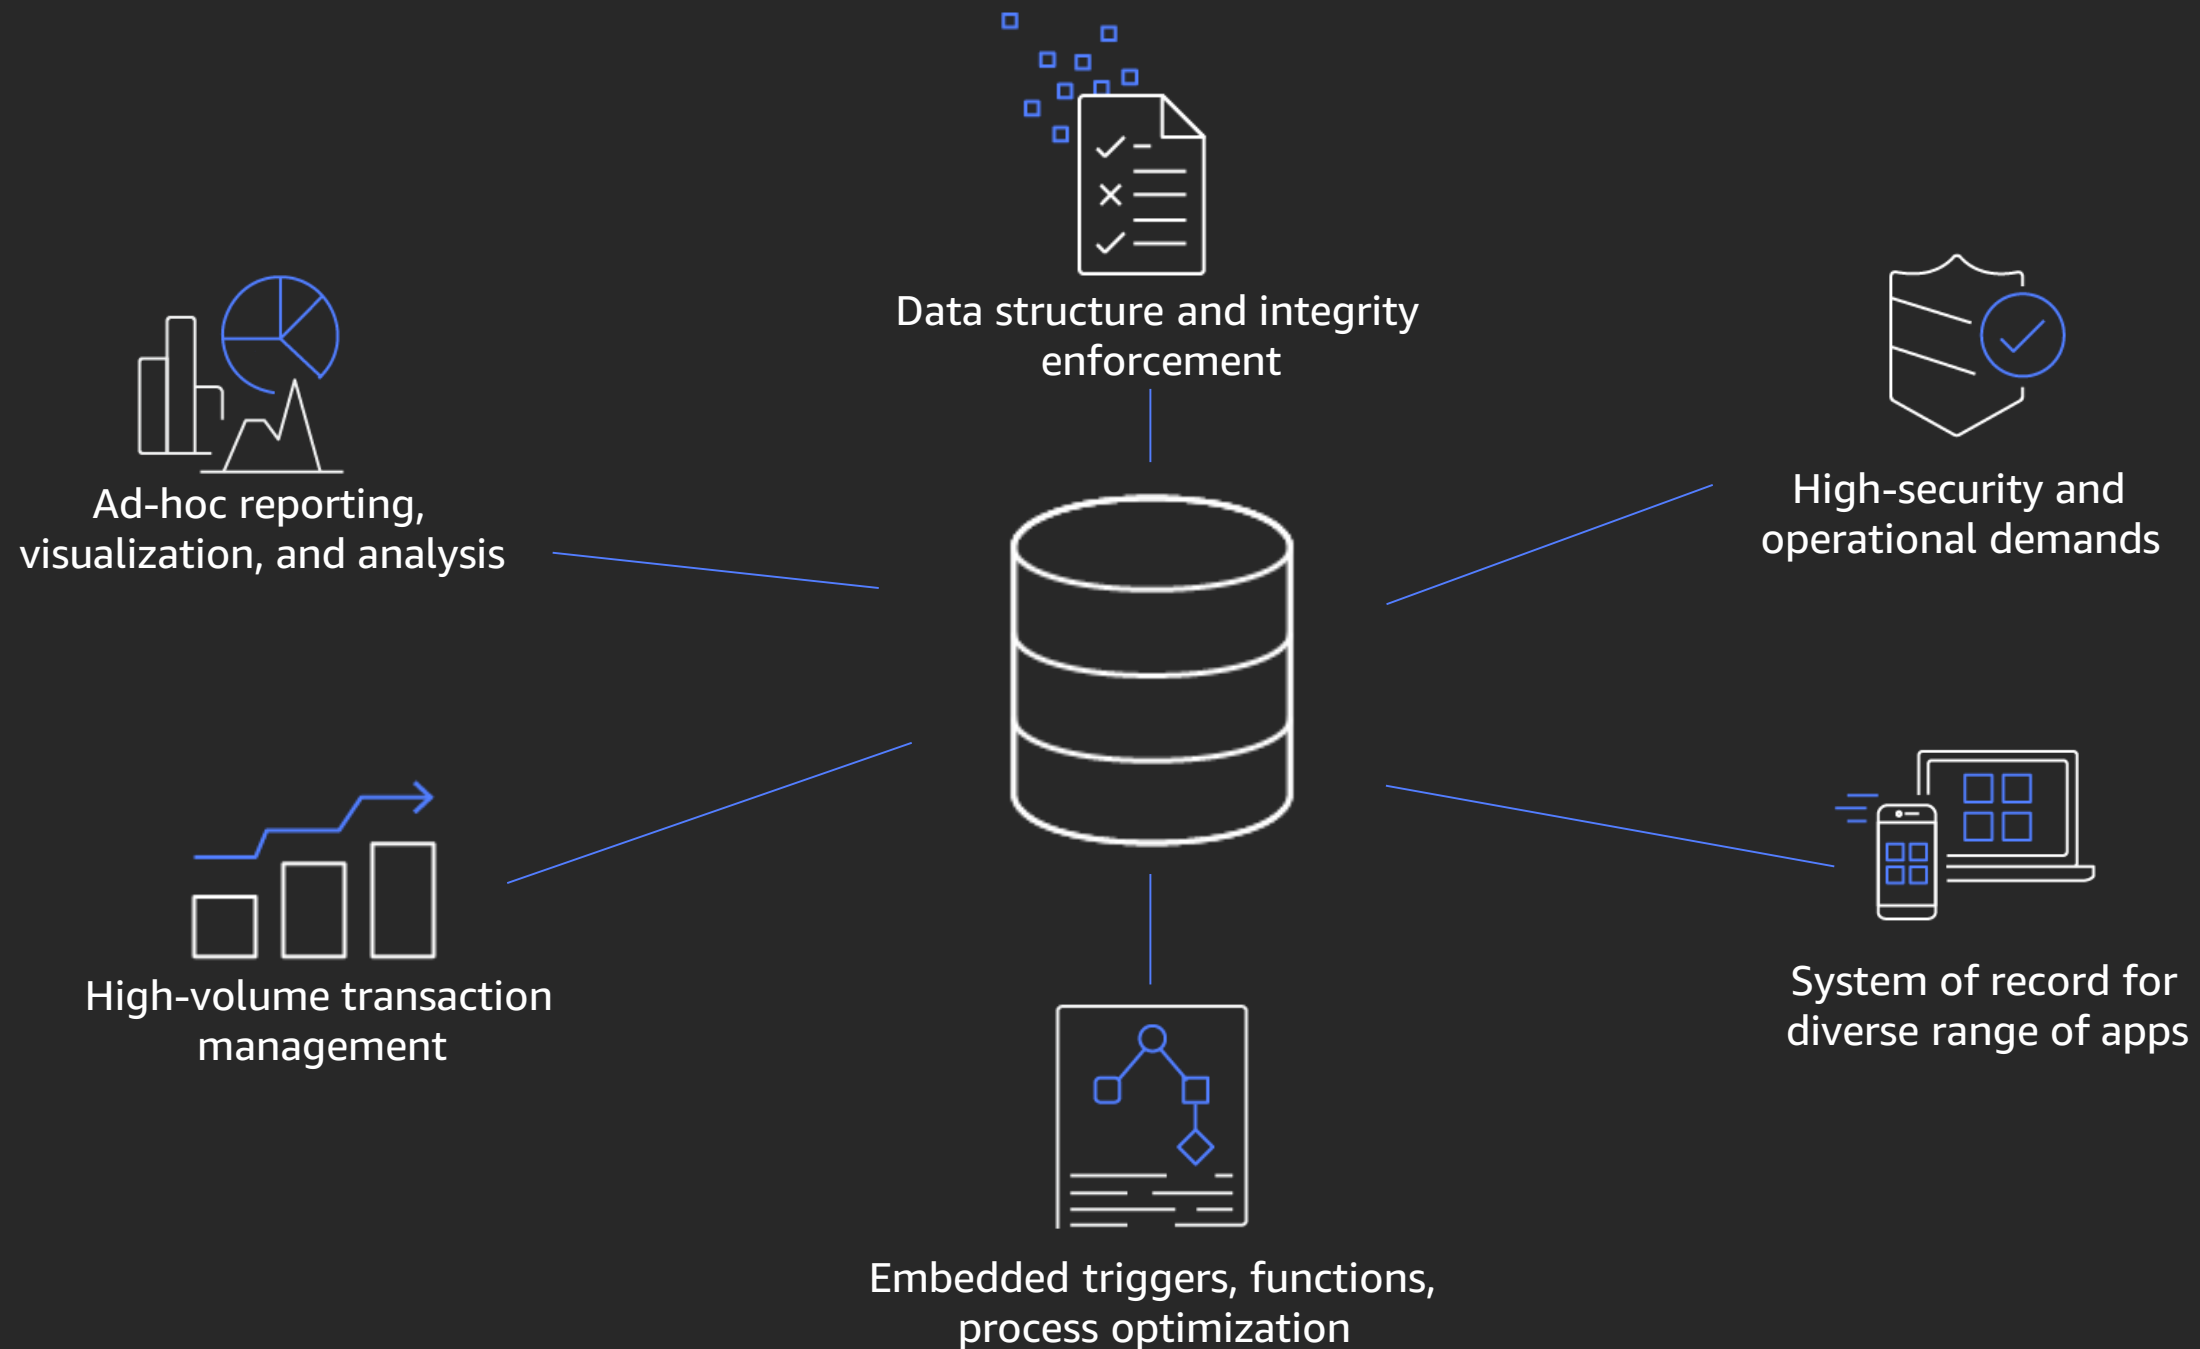 Data structure and integrity
enforcement
Ad-hoc reporting,
visualization, and analysis
High-security and
operational demands
High-volume transaction
management
System of record for
diverse range of apps
Embedded triggers, functions,
process optimization